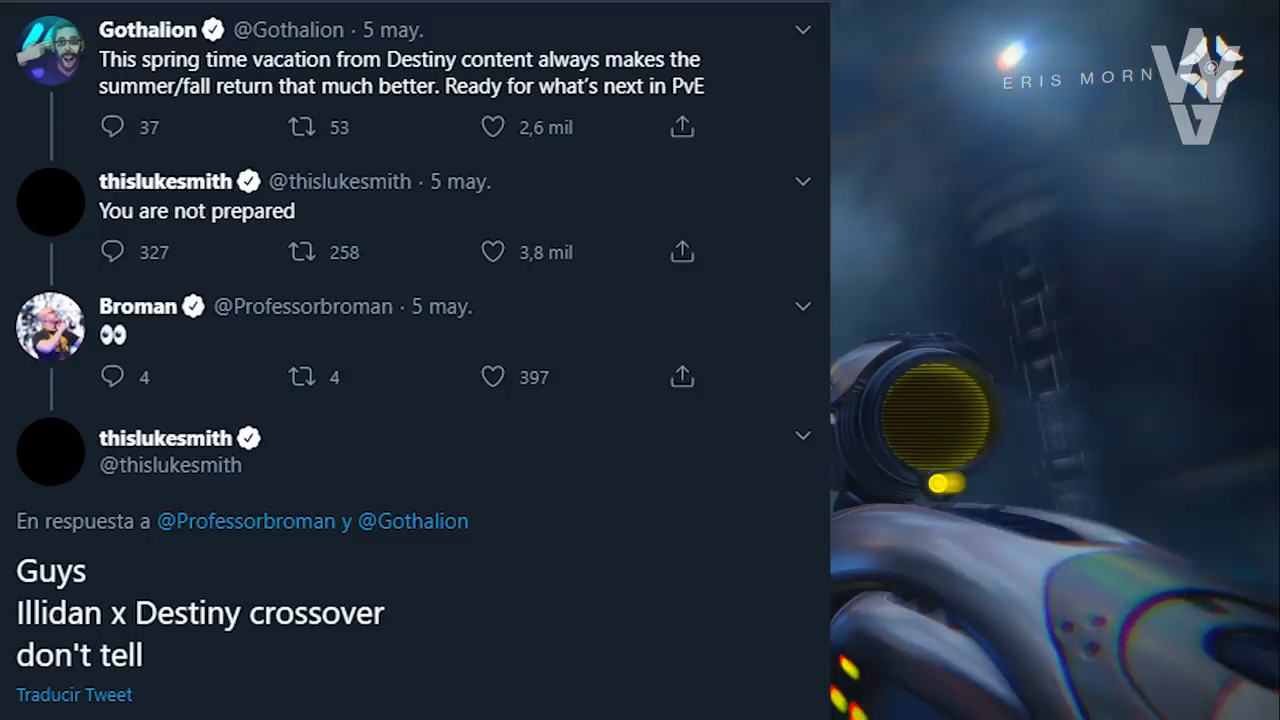 Gothalion @Gothalion · 5 may.
This spring time vacation from Destiny content always makes the
summer/fall return that much better. Ready for what's next in PvE
37 53 2,6 mil
thislukesmith @thislukesmith · 5 may.
You are not prepared
327 258 3,8 mil
Broman @Professorbroman · 5 may.
👀
4 4 397
thislukesmith
@thislukesmith
En respuesta a @Professorbroman y @Gothalion
Guys
Illidan x Destiny crossover
don't tell
Traducir Tweet
ERIS MORN